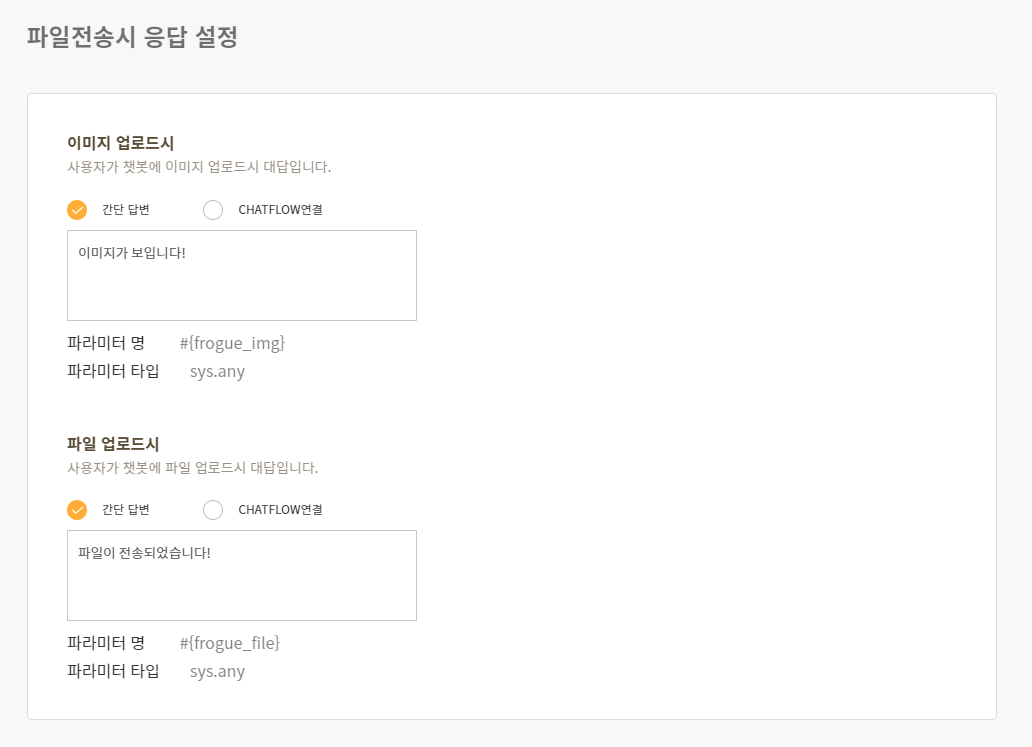 파일전송시 응답 설정
이미지 업로드시
사용자가 챗봇에 이미지 업로드시 대답입니다.
간단 답변 CHATFLOW연결
이미지가 보입니다!
파라미터 명 #{frogue_img}
파라미터 타입 sys.any
파일 업로드시
사용자가 챗봇에 파일 업로드시 대답입니다.
간단 답변 CHATFLOW연결
파일이 전송되었습니다!
파라미터 명 #{frogue_file}
파라미터 타입 sys.any